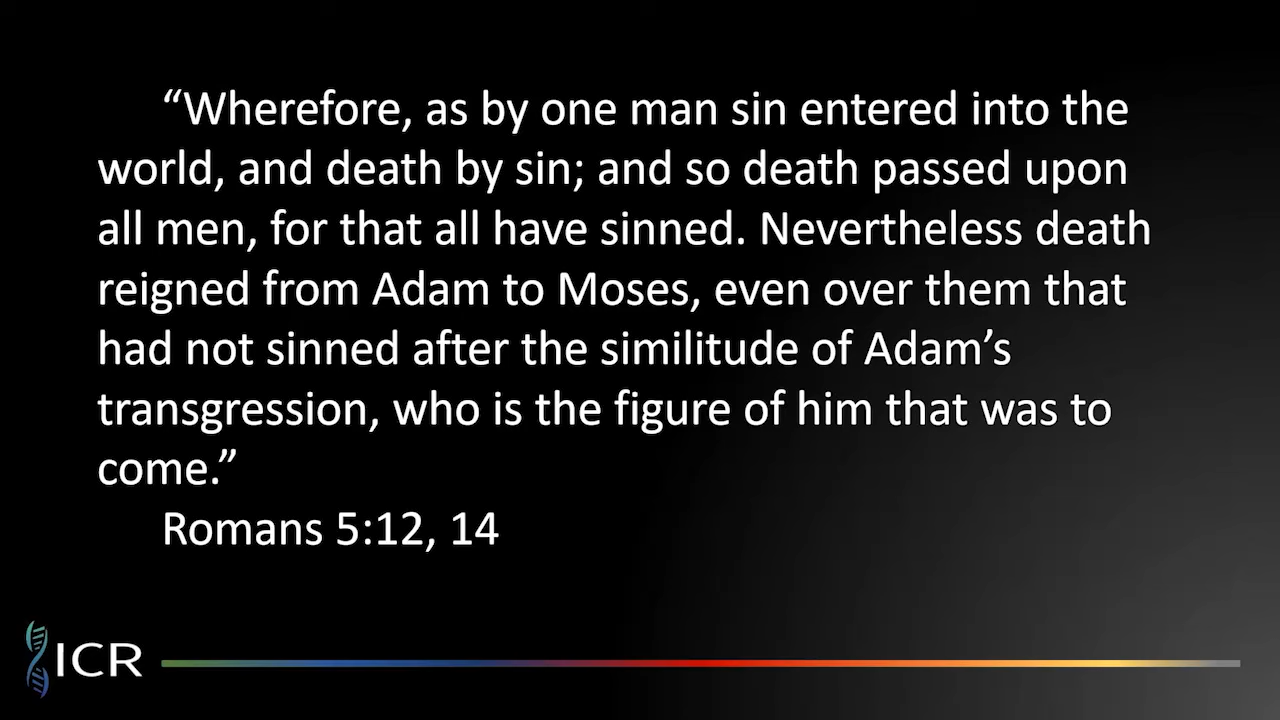 “Wherefore, as by one man sin entered into the
world, and death by sin; and so death passed upon
all men, for that all have sinned. Nevertheless death
reigned from Adam to Moses, even over them that
had not sinned after the similitude of Adam’s
transgression, who is the figure of him that was to
come.”
Romans 5:12, 14
ICR